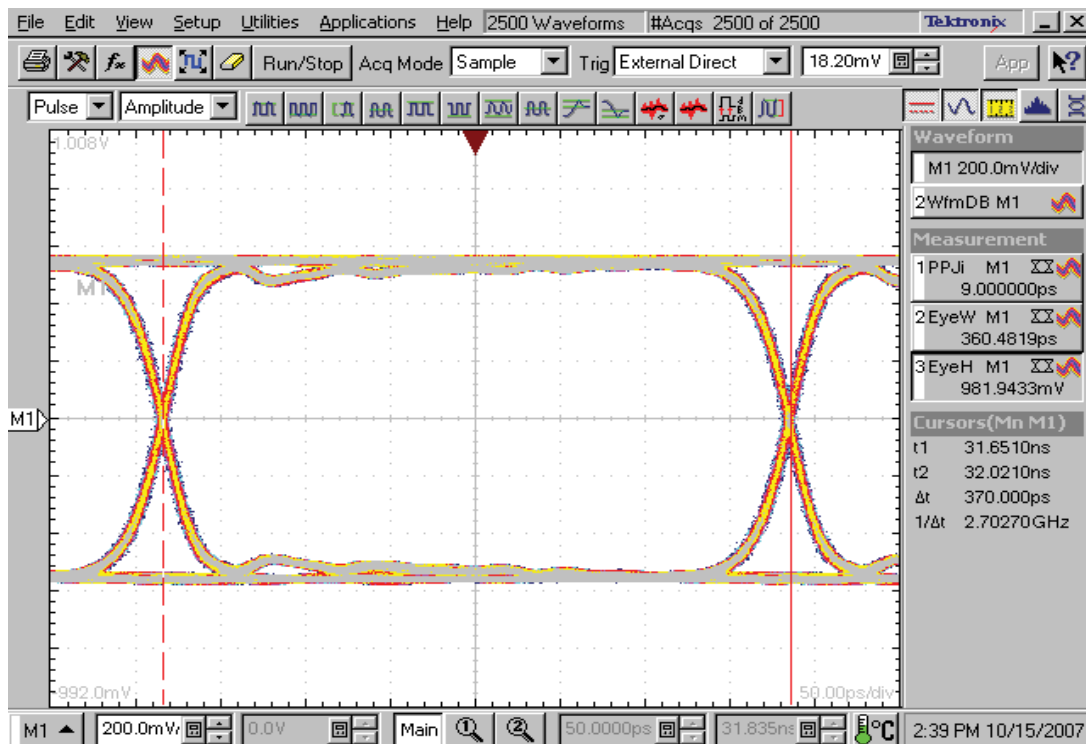 File Edit View Setup Utilities Applications Help 2500 Waveforms #Acqs 2500 of 2500 Tektronix
Run/Stop Acq Mode Sample Trig External Direct 18.20mV App
Pulse Amplitude
1.008V
M1
M1
-992.0mV
50.00ps/div
Waveform
M1 200.0mV/div
2WfmDB M1
Measurement
1PPJi M1
9.000000ps
2EyeW M1
360.4819ps
3EyeH M1
981.9433mV
Cursors(Mn M1)
t1 31.6510ns
t2 32.0210ns
Δt 370.000ps
1/Δt 2.70270GHz
M1 200.0mV/ 0.0V Main 1 2 50.0000ps 31.835ns °C 2:39 PM 10/15/2007